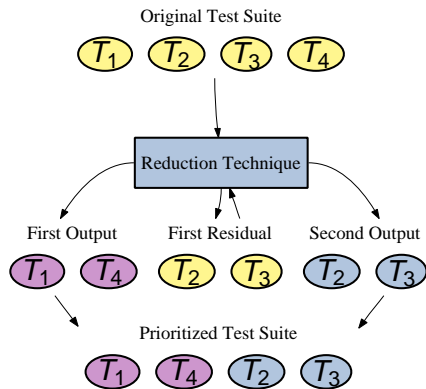 Original Test Suite
T1 T2 T3 T4
Reduction Technique
First Output First Residual Second Output
T1 T4 T2 T3 T2 T3
Prioritized Test Suite
T1 T4 T2 T3